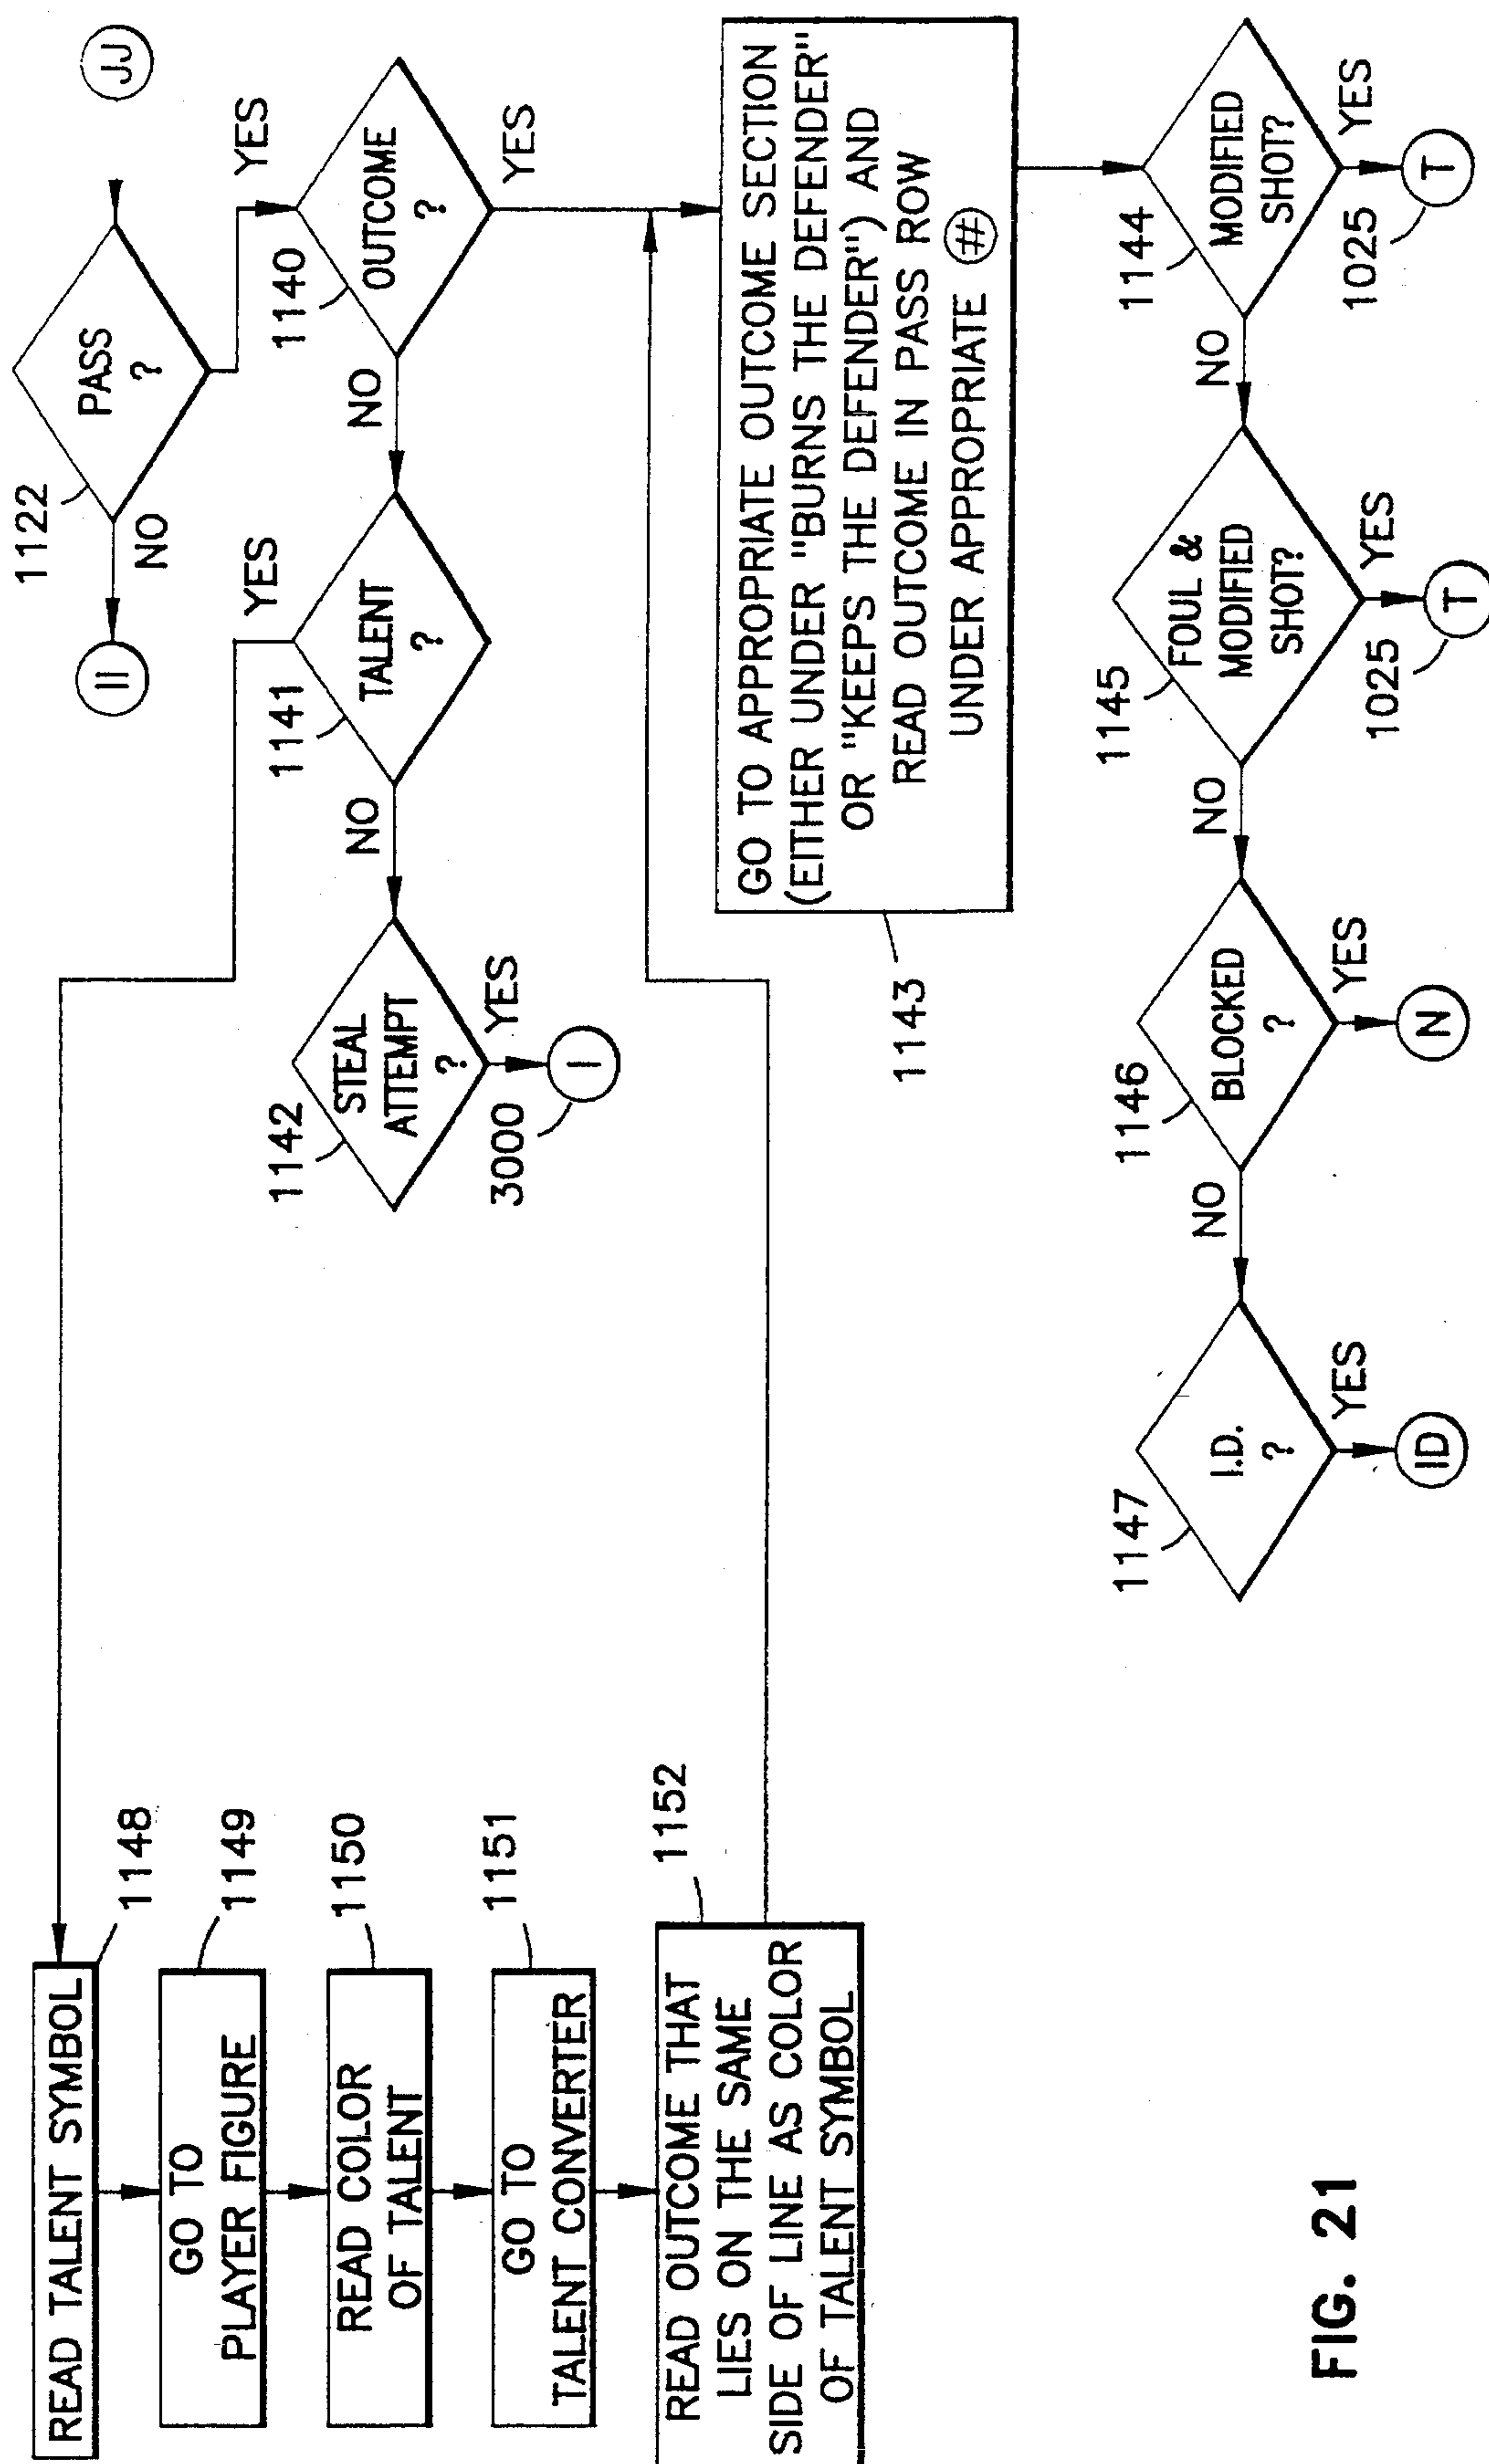 READ TALENT SYMBOL
1148
GO TO
PLAYER FIGURE
1149
READ COLOR
OF TALENT
1150
GO TO
TALENT CONVERTER
1151
READ OUTCOME THAT
LIES ON THE SAME
SIDE OF LINE AS COLOR
OF TALENT SYMBOL
1152
JJ
PASS
?
1122
NO
II
YES
OUTCOME
?
1140
NO
YES
TALENT
?
1141
YES
NO
STEAL
ATTEMPT
?
1142
YES
I
3000
GO TO APPROPRIATE OUTCOME SECTION
(EITHER UNDER "BURNS THE DEFENDER"
OR "KEEPS THE DEFENDER") AND
READ OUTCOME IN PASS ROW
UNDER APPROPRIATE #
1143
MODIFIED
SHOT?
1144
YES
T
1025
NO
FOUL &
MODIFIED
SHOT?
1145
YES
T
1025
NO
BLOCKED
?
1146
YES
N
NO
I.D.
?
1147
YES
ID
FIG. 21